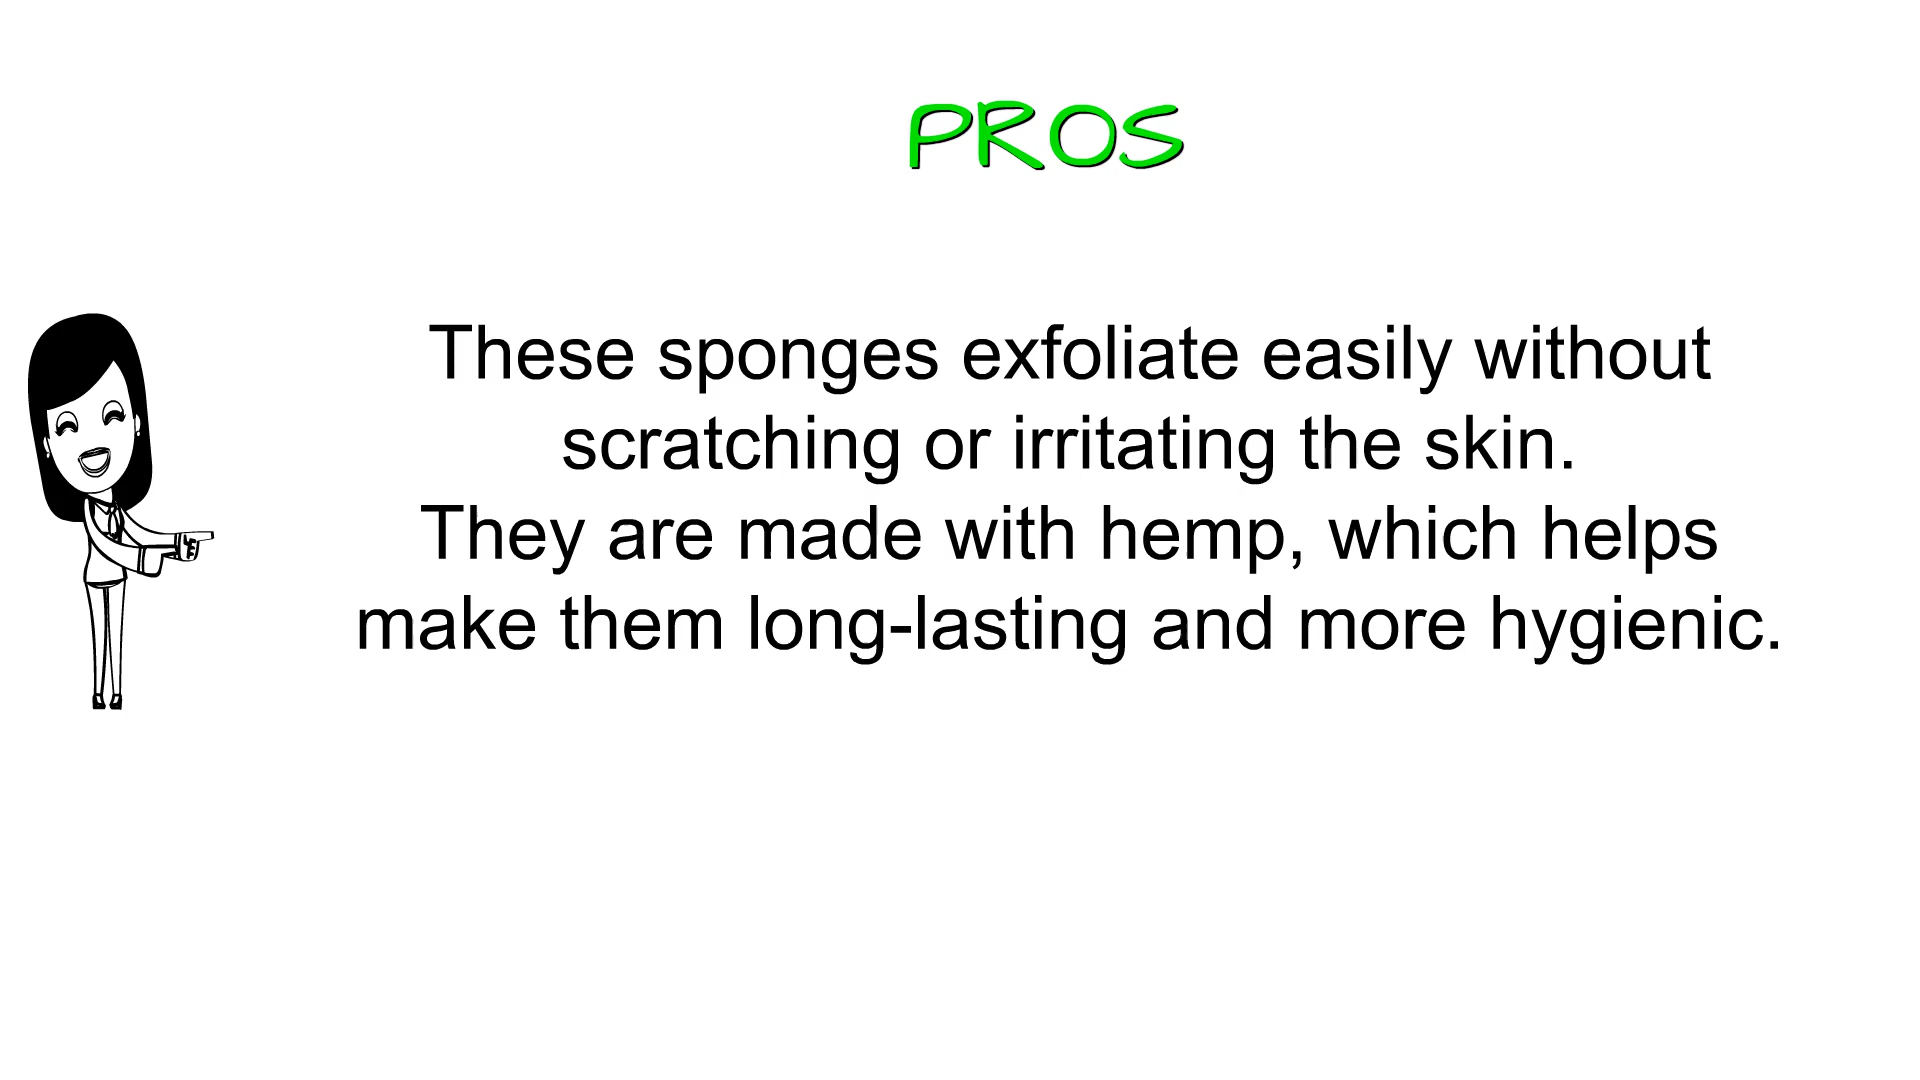 PROS
These sponges exfoliate easily without
scratching or irritating the skin.
They are made with hemp, which helps
make them long-lasting and more hygienic.